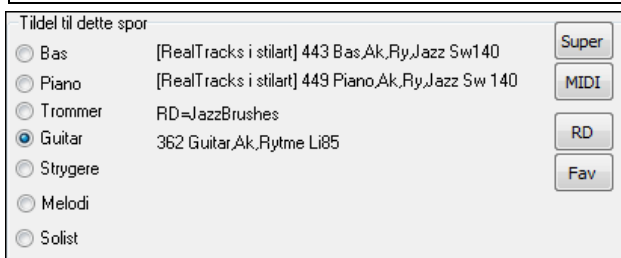 Tildel til dette spor
Bas [RealTracks i stilart] 443 Bas,Ak,Ry,Jazz Sw140
Super
Piano [RealTracks i stilart] 449 Piano,Ak,Ry,Jazz Sw 140
MIDI
Trommer RD=JazzBrushes
RD
Guitar 362 Guitar,Ak,Rytme Li85
Strygere
Fav
Melodi
Solist